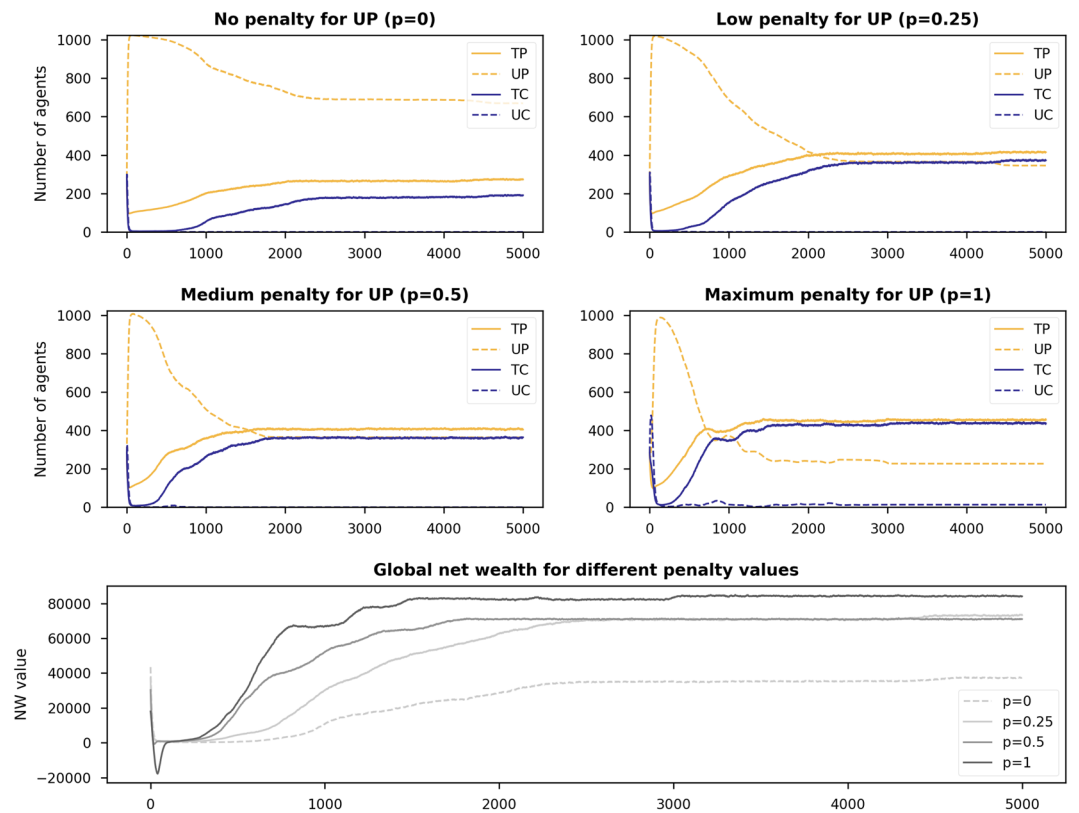 No penalty for UP (p=0)
Number of agents
1000
800
600
400
200
0
TP
UP
TC
UC
0 1000 2000 3000 4000 5000
Low penalty for UP (p=0.25)
1000
800
600
400
200
0
TP
UP
TC
UC
0 1000 2000 3000 4000 5000
Medium penalty for UP (p=0.5)
Number of agents
1000
800
600
400
200
0
TP
UP
TC
UC
0 1000 2000 3000 4000 5000
Maximum penalty for UP (p=1)
1000
800
600
400
200
0
TP
UP
TC
UC
0 1000 2000 3000 4000 5000
Global net wealth for different penalty values
NW value
80000
60000
40000
20000
0
−20000
p=0
p=0.25
p=0.5
p=1
0 1000 2000 3000 4000 5000